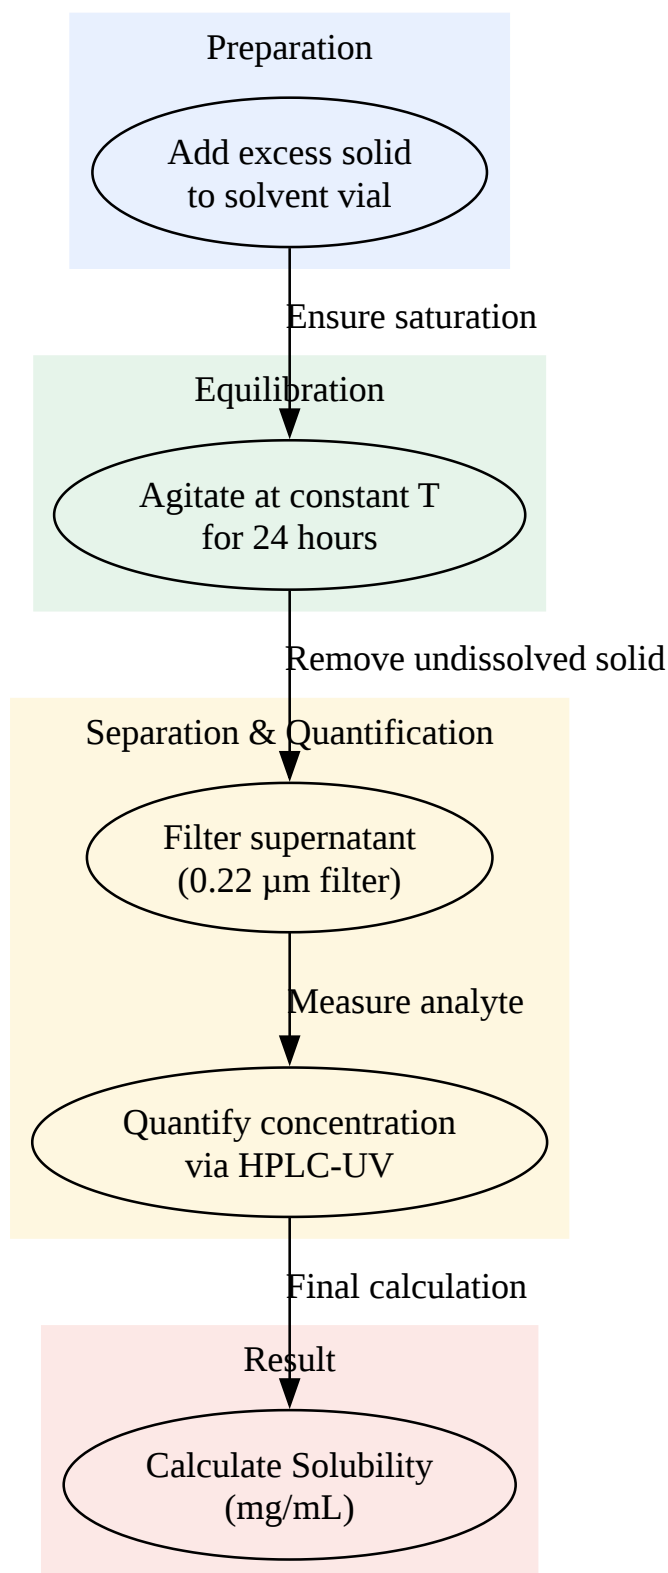 Preparation
Add excess solid
to solvent vial
Ensure saturation
Equilibration
Agitate at constant T
for 24 hours
Remove undissolved solid
Separation & Quantification
Filter supernatant
(0.22 µm filter)
Measure analyte
Quantify concentration
via HPLC-UV
Final calculation
Result
Calculate Solubility
(mg/mL)